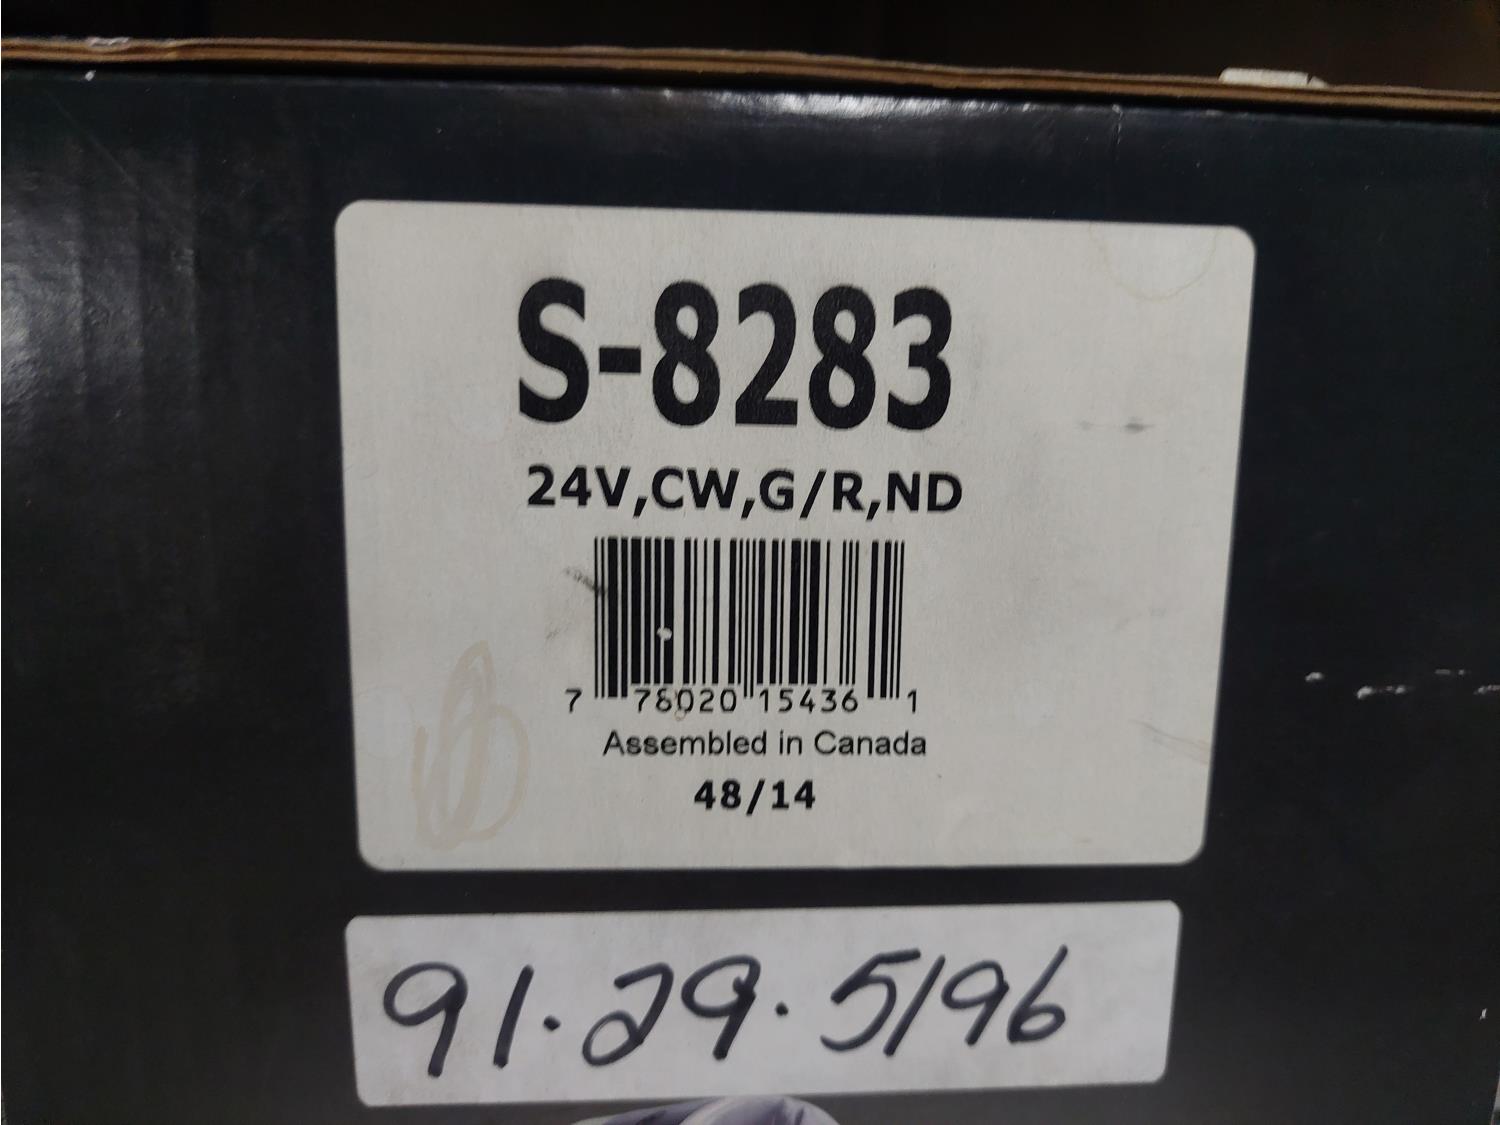 S-8283
24V,CW,G/R,ND
7 78020 15436 1
Assembled in Canada
48/14
91.29.5196